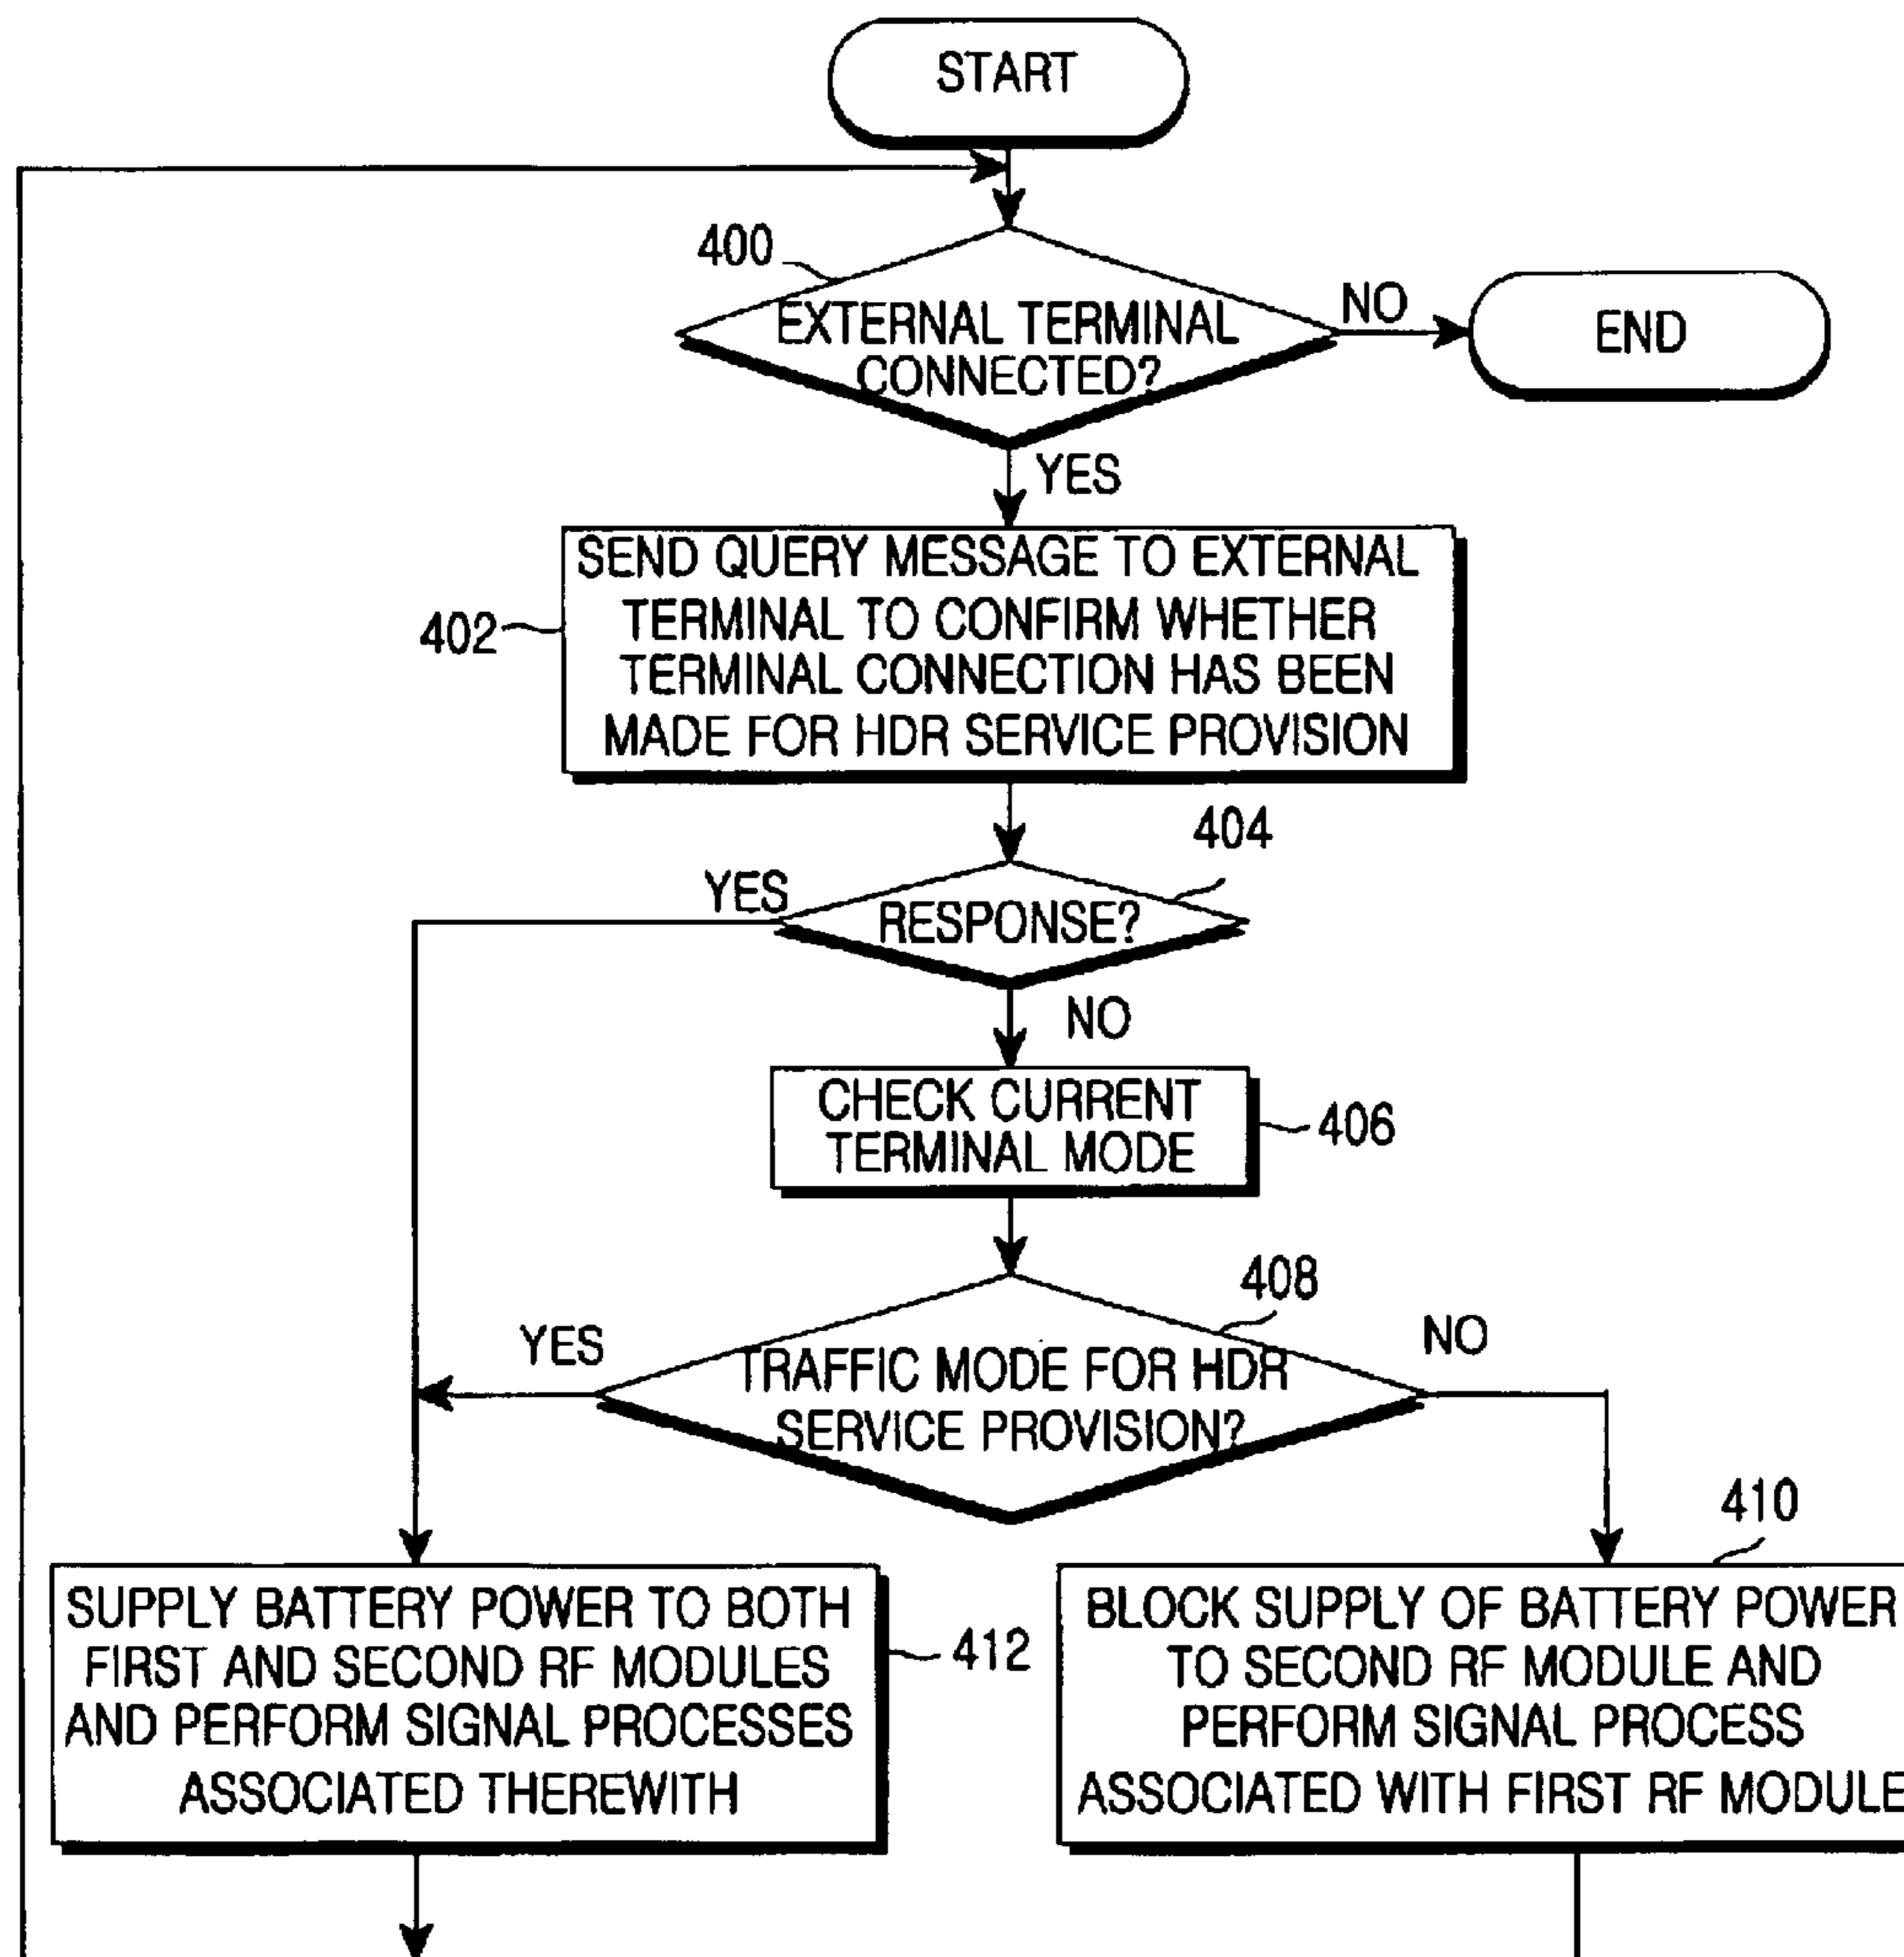 START
400
EXTERNAL TERMINAL
CONNECTED?
NO
END
YES
402
SEND QUERY MESSAGE TO EXTERNAL
TERMINAL TO CONFIRM WHETHER
TERMINAL CONNECTION HAS BEEN
MADE FOR HDR SERVICE PROVISION
404
YES
RESPONSE?
NO
CHECK CURRENT
TERMINAL MODE
406
408
YES
TRAFFIC MODE FOR HDR
SERVICE PROVISION?
NO
410
SUPPLY BATTERY POWER TO BOTH
FIRST AND SECOND RF MODULES
AND PERFORM SIGNAL PROCESSES
ASSOCIATED THEREWITH
412
BLOCK SUPPLY OF BATTERY POWER
TO SECOND RF MODULE AND
PERFORM SIGNAL PROCESS
ASSOCIATED WITH FIRST RF MODULE